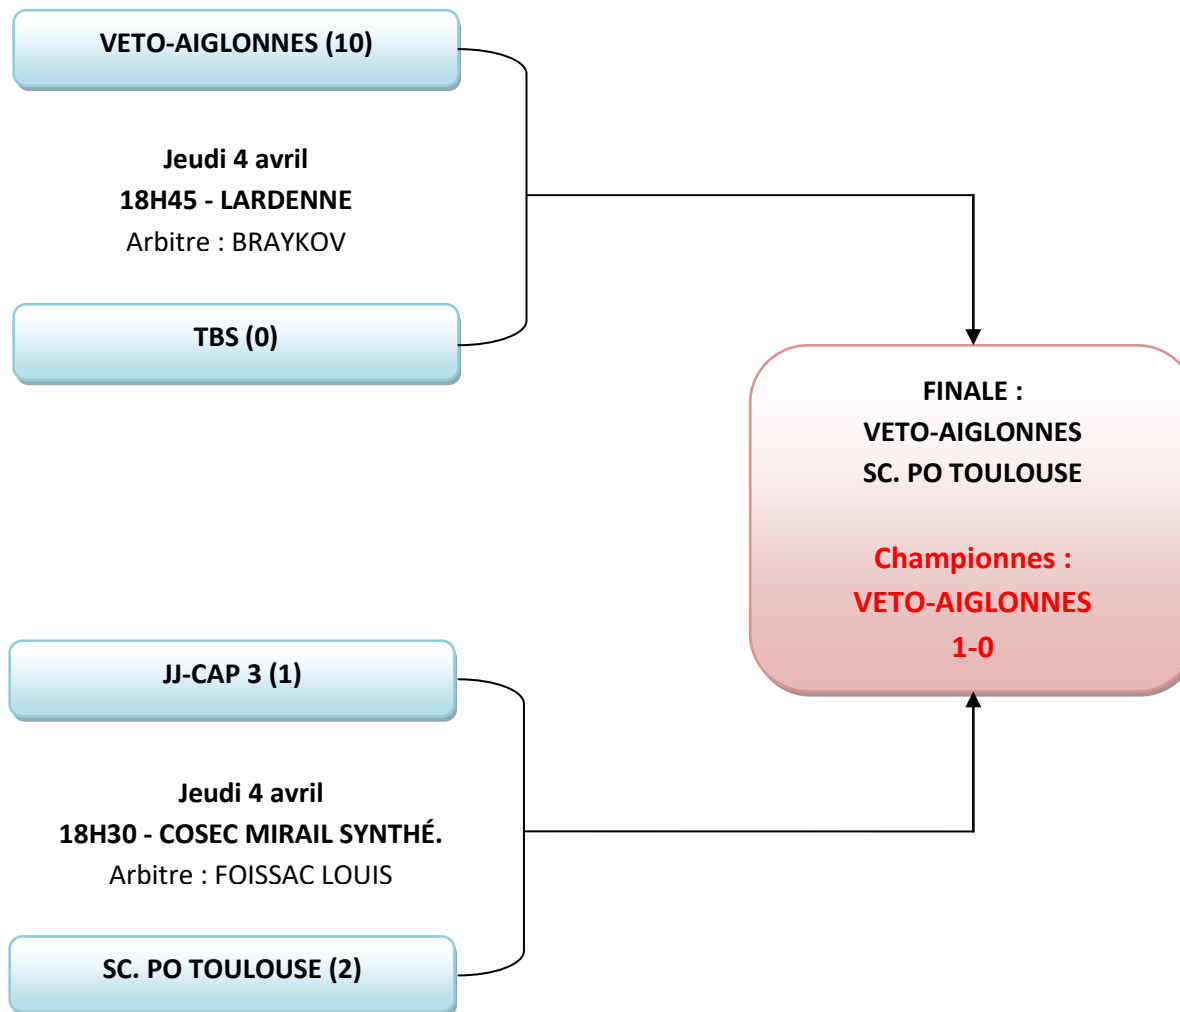 VETO-AIGLONNES (10)
Jeudi 4 avril
18H45 - LARDENNE
Arbitre : BRAYKOV
TBS (0)
FINALE :
VETO-AIGLONNES
SC. PO TOULOUSE
Championnes :
VETO-AIGLONNES
1-0
JJ-CAP 3 (1)
Jeudi 4 avril
18H30 - COSEC MIRAIL SYNTHÉ.
Arbitre : FOISSAC LOUIS
SC. PO TOULOUSE (2)